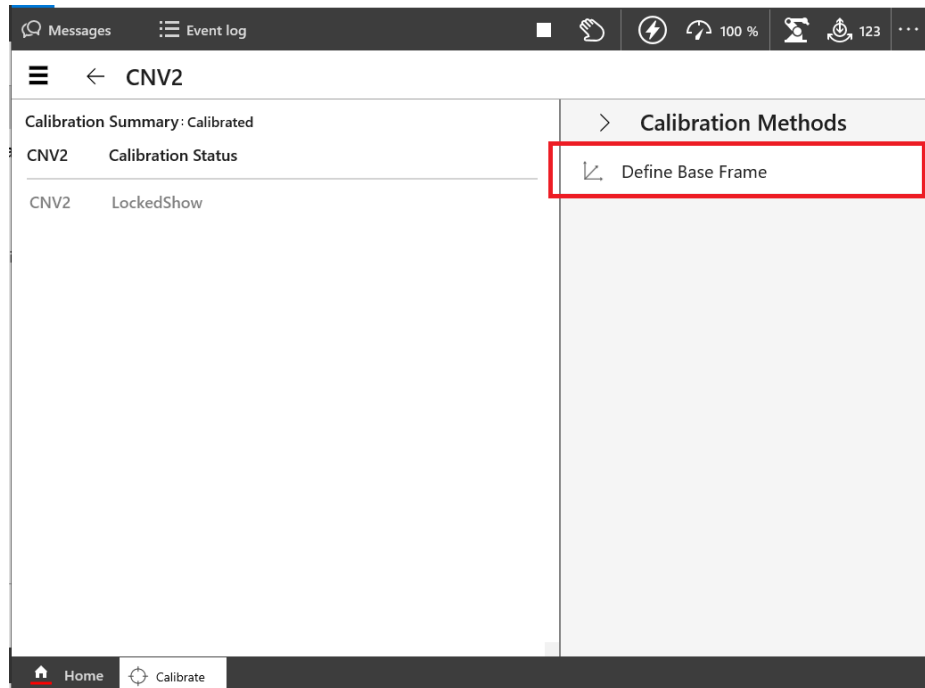 Messages Event log 100 % 123 ...
CNV2
Calibration Summary: Calibrated
CNV2 Calibration Status
CNV2 LockedShow
Calibration Methods
Define Base Frame
Home Calibrate